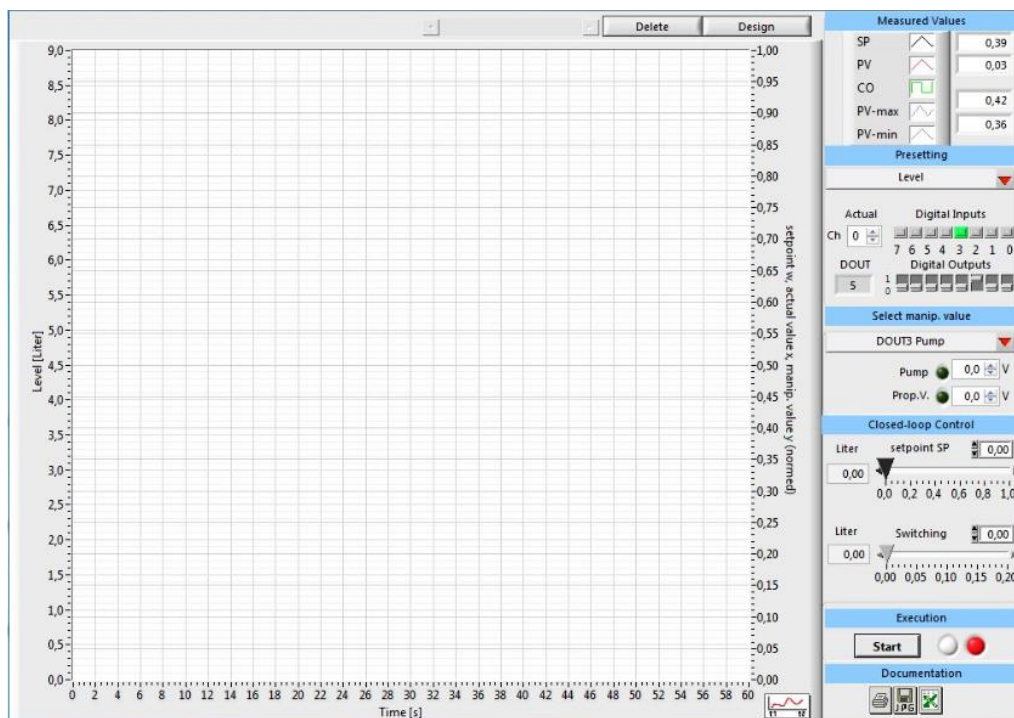 Delete Design
Measured Values
SP 0,39
PV 0,03
CO
PV-max 0,42
PV-min 0,36
Presetting
Level
Actual Digital Inputs
Ch 0
7 6 5 4 3 2 1 0
DOUT Digital Outputs
5 1
0
Select manip. value
DOUT3 Pump
Pump 0,0 V
Prop.V. 0,0 V
Closed-loop Control
Liter setpoint SP 0,00
0,00
0,0 0,2 0,4 0,6 0,8 1,0
Liter Switching 0,00
0,00
0,00 0,05 0,10 0,15 0,20
Execution
Start
Documentation
JPG
Level [Liter]
9,0
8,5
8,0
7,5
7,0
6,5
6,0
5,5
5,0
4,5
4,0
3,5
3,0
2,5
2,0
1,5
1,0
0,5
0,0
1,00
0,95
0,90
0,85
0,80
0,75
0,70
0,65
0,60
0,55
0,50
0,45
0,40
0,35
0,30
0,25
0,20
0,15
0,10
0,05
0,00
setpoint w, actual value x, manip. value y (normed)
0 2 4 6 8 10 12 14 16 18 20 22 24 26 28 30 32 34 36 38 40 42 44 46 48 50 52 54 56 58 60
Time [s]